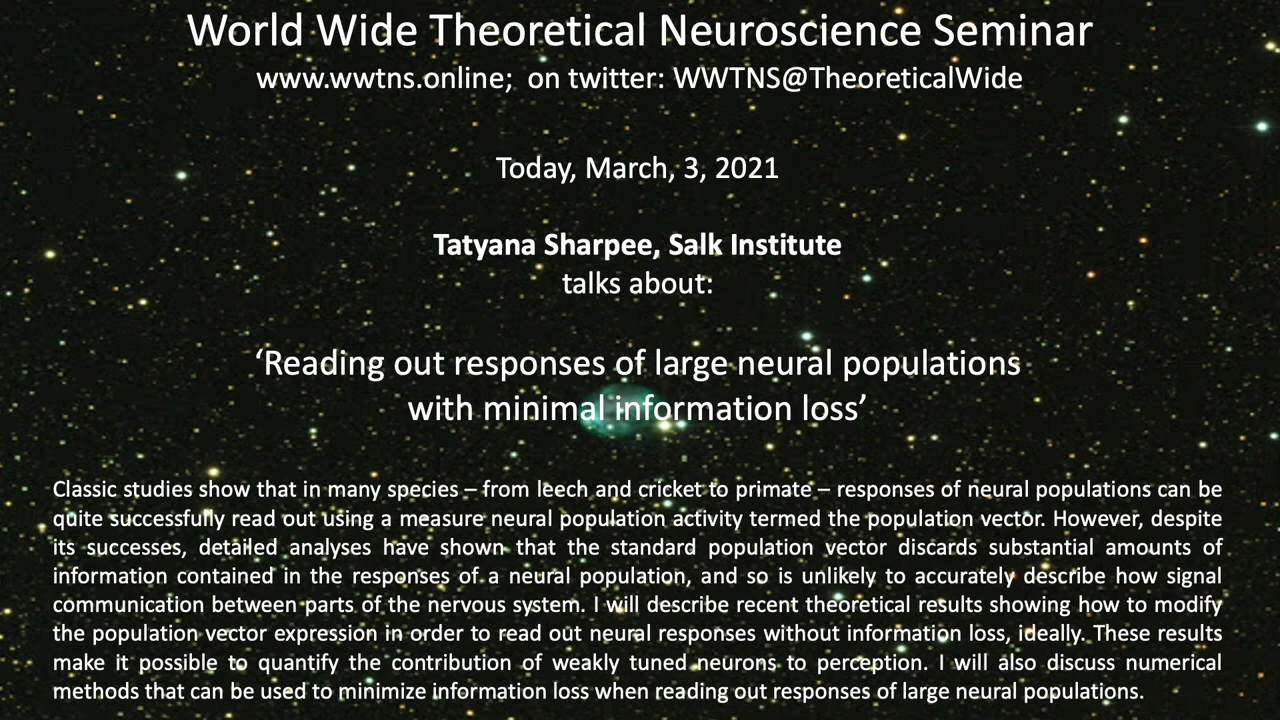 World Wide Theoretical Neuroscience Seminar
www.wwtns.online;  on twitter: WWTNS@TheoreticalWide
Today, March, 3, 2021
Tatyana Sharpee, Salk Institute
talks about:
‘Reading out responses of large neural populations
with minimal information loss’
Classic studies show that in many species – from leech and cricket to primate – responses of neural populations can be
quite successfully read out using a measure neural population activity termed the population vector. However, despite
its successes, detailed analyses have shown that the standard population vector discards substantial amounts of
information contained in the responses of a neural population, and so is unlikely to accurately describe how signal
communication between parts of the nervous system. I will describe recent theoretical results showing how to modify
the population vector expression in order to read out neural responses without information loss, ideally. These results
make it possible to quantify the contribution of weakly tuned neurons to perception. I will also discuss numerical
methods that can be used to minimize information loss when reading out responses of large neural populations.